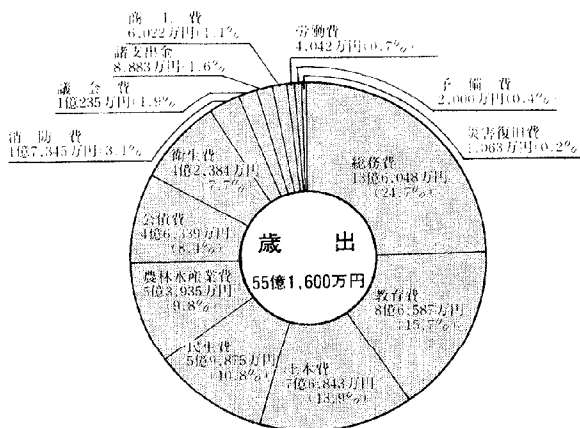 商工費
6,022万円(1.1%)
諸支出金
8,883万円(1.6%)
議会費
1億235万円(1.9%)
消防費
1億7,345万円(3.1%)
労働費
4,042万円(0.7%)
予備費
2,000万円(0.4%)
災害復旧費
1,063万円(0.2%)
総務費
13億6,048万円
(24.7%)
教育費
8億6,587万円
(15.7%)
土木費
7億6,843万円
(13.9%)
民生費
5億9,875万円
(10.8%)
農林水産業費
5億3,935万円
9.8%
公債費
4億6,339万円
(8.4%)
衛生費
4億2,384万円
7.7%
歳出
55億1,600万円